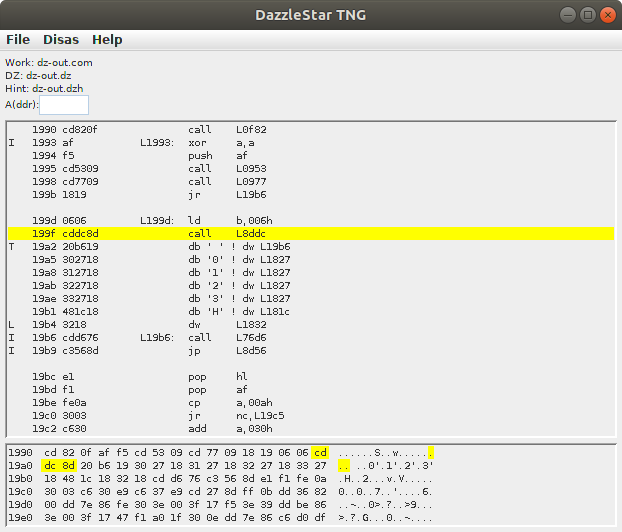 DazzleStar TNG
File Disas Help
Work: dz-out.com
DZ: dz-out.dz
Hint: dz-out.dzh
A(ddr):
1990 cd820f call L0f82
I 1993 af L1993: xor a,a
1994 f5 push af
1995 cd5309 call L0953
1998 cd7709 call L0977
199b 1819 jr L19b6
199d 0606 L199d: ld b,006h
199f cddc8d call L8ddc
T 19a2 20b619 db ' ' ! dw L19b6
19a5 302718 db '0' ! dw L1827
19a8 312718 db '1' ! dw L1827
19ab 322718 db '2' ! dw L1827
19ae 332718 db '3' ! dw L1827
19b1 481c18 db 'H' ! dw L181c
L 19b4 3218 dw L1832
I 19b6 cdd676 L19b6: call L76d6
I 19b9 c3568d jp L8d56
19bc e1 pop hl
19bd f1 pop af
19be fe0a cp a,00ah
19c0 3003 jr nc,L19c5
19c2 c630 add a,030h
1990 cd 82 0f af f5 cd 53 09 cd 77 09 18 19 06 06 cd ......S..w......
19a0 dc 8d 20 b6 19 30 27 18 31 27 18 32 27 18 33 27 .. ..0'.1'.2'.3'
19b0 18 48 1c 18 32 18 cd d6 76 c3 56 8d e1 f1 fe 0a .H..2...v.V.....
19c0 30 03 c6 30 e9 c6 37 e9 cd 27 8d ff 0b dd 36 82 0..0..7..'....6.
19d0 00 dd 7e 86 fe 30 3e 00 3f 17 f5 3e 39 dd be 86 ..~..0>.?..>9...
19e0 3e 00 3f 17 47 f1 a0 1f 30 0e dd 7e 86 c6 d0 df >.?.G...0..~....